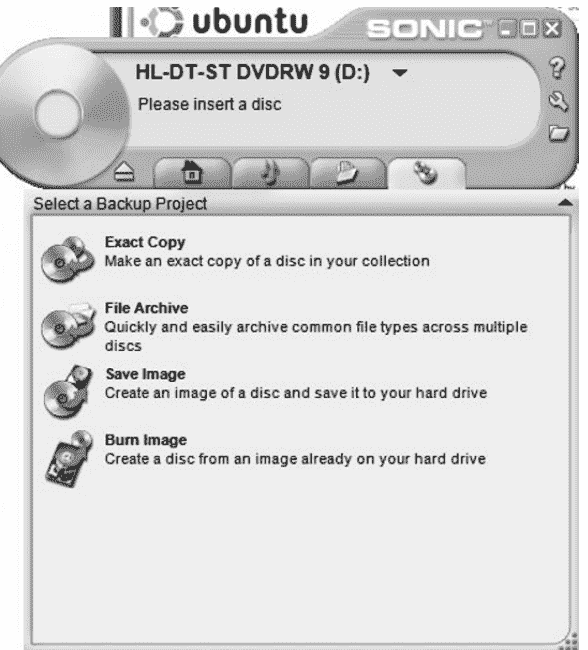 ubuntu
SONIC™
HL-DT-ST DVDRW 9 (D:)
Please insert a disc
?
Select a Backup Project
Exact Copy
Make an exact copy of a disc in your collection
File Archive
Quickly and easily archive common file types across multiple
discs
Save Image
Create an image of a disc and save it to your hard drive
Burn Image
Create a disc from an image already on your hard drive